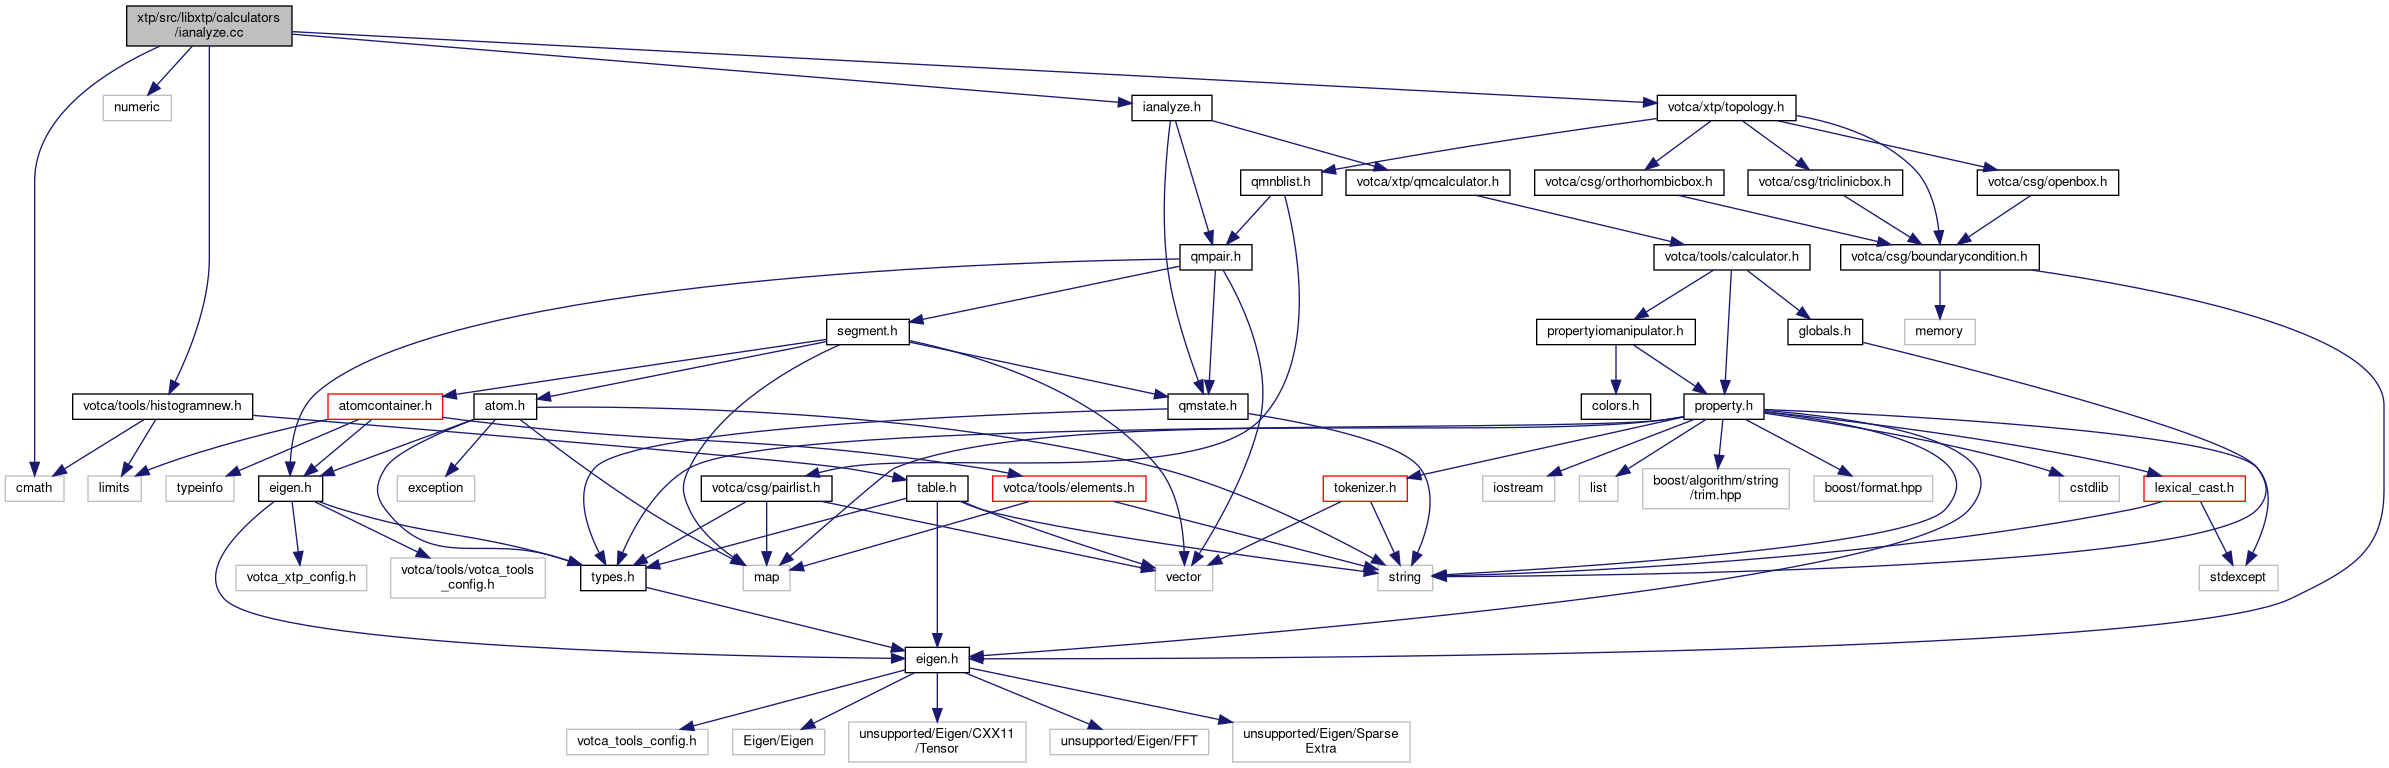 xtp/src/libxtp/calculators
/ianalyze.cc
numeric
ianalyze.h
votca/xtp/topology.h
qmnblist.h
votca/xtp/qmcalculator.h
votca/csg/orthorhombicbox.h
votca/csg/triclinicbox.h
votca/csg/openbox.h
qmpair.h
votca/tools/calculator.h
votca/csg/boundarycondition.h
segment.h
propertyiomanipulator.h
globals.h
memory
votca/tools/histogramnew.h
atomcontainer.h
atom.h
qmstate.h
colors.h
property.h
cmath
limits
typeinfo
eigen.h
exception
votca/csg/pairlist.h
table.h
votca/tools/elements.h
tokenizer.h
iostream
list
boost/algorithm/string
/trim.hpp
boost/format.hpp
cstdlib
lexical_cast.h
votca_xtp_config.h
votca/tools/votca_tools
_config.h
types.h
map
vector
string
stdexcept
eigen.h
votca_tools_config.h
Eigen/Eigen
unsupported/Eigen/CXX11
/Tensor
unsupported/Eigen/FFT
unsupported/Eigen/Sparse
Extra